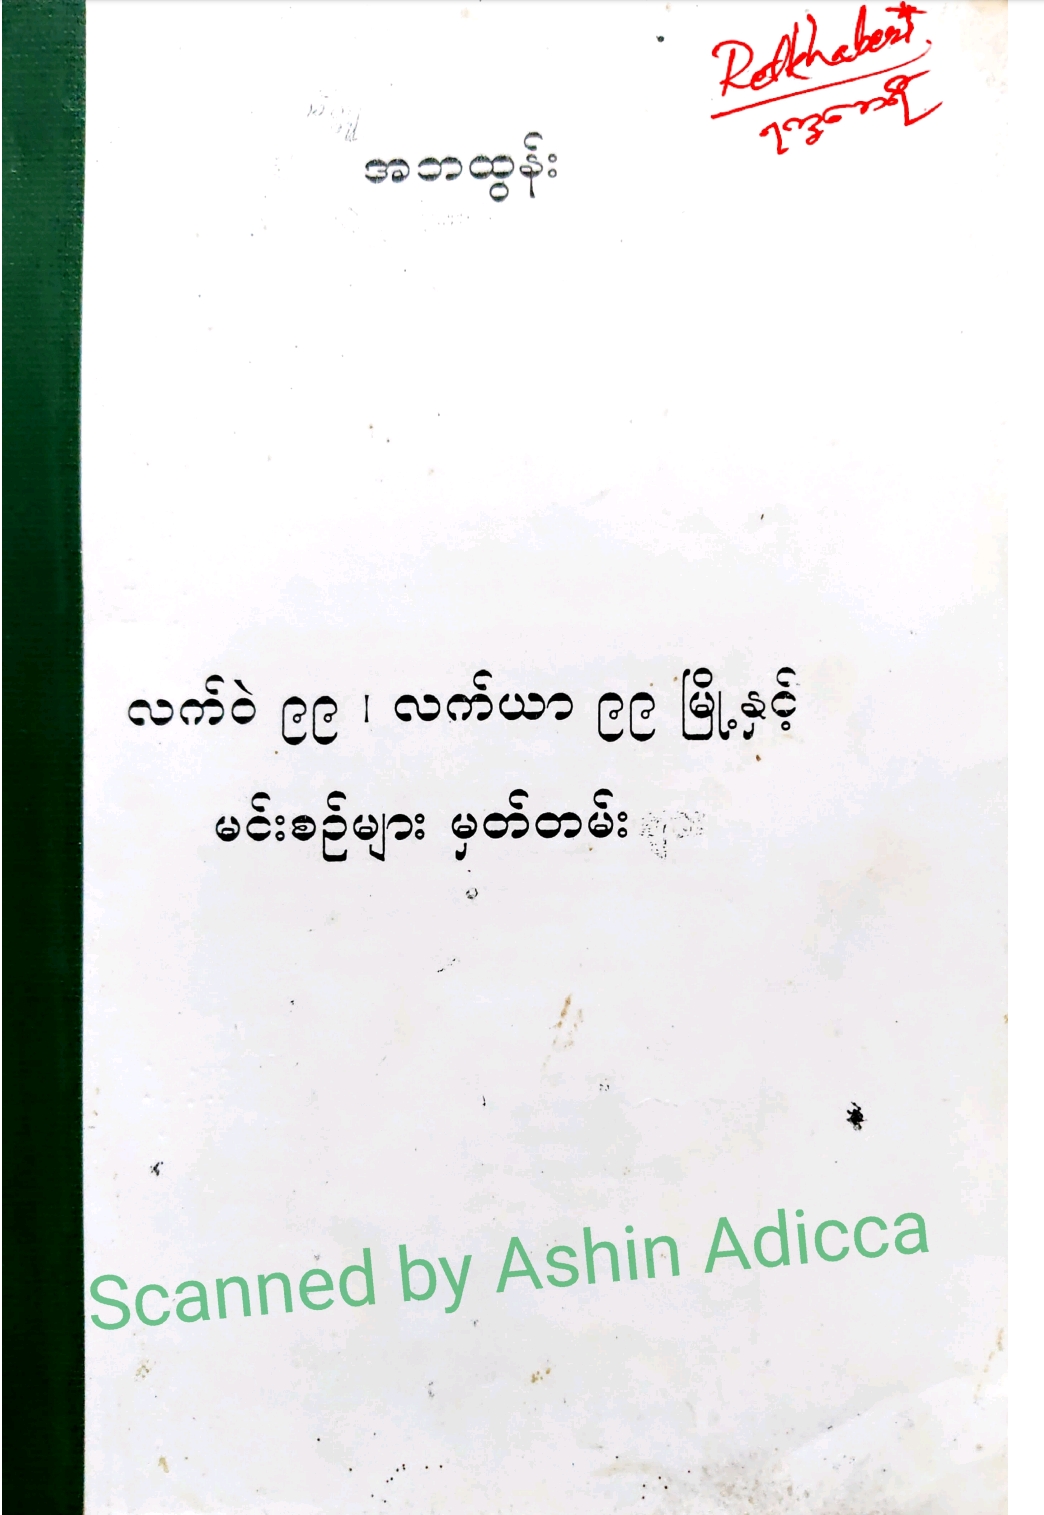 Redkhabest
အဘထွန်း
လက်ဝဲ ၉၉ ၊ လက်ယာ ၉၉ မြို့နှင့်
မင်းစဉ်များ မှတ်တမ်း
Scanned by Ashin Adicca